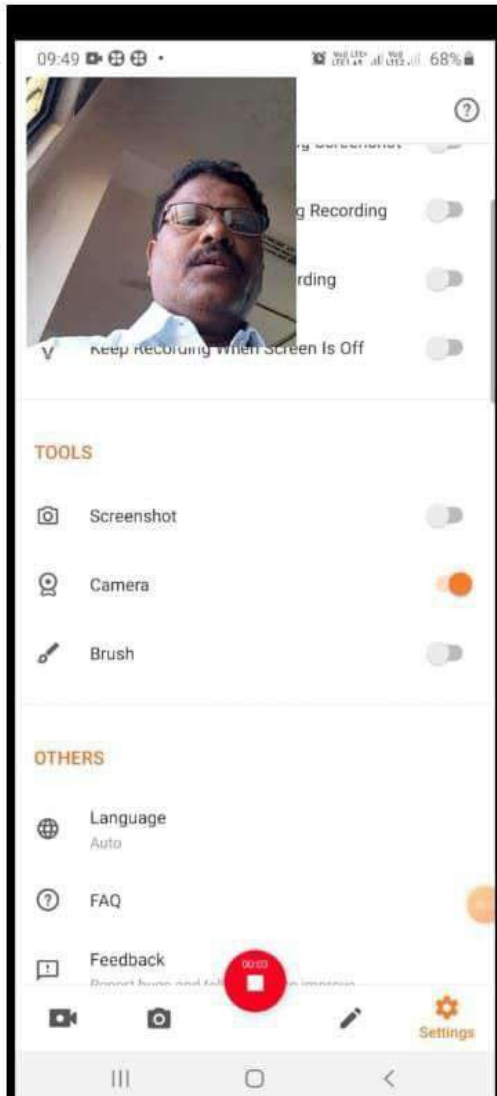 09:49
68%
g Recording
rding
Keep Recording When Screen Is Off
TOOLS
Screenshot
Camera
Brush
OTHERS
Language
Auto
FAQ
Feedback
00:03
Settings